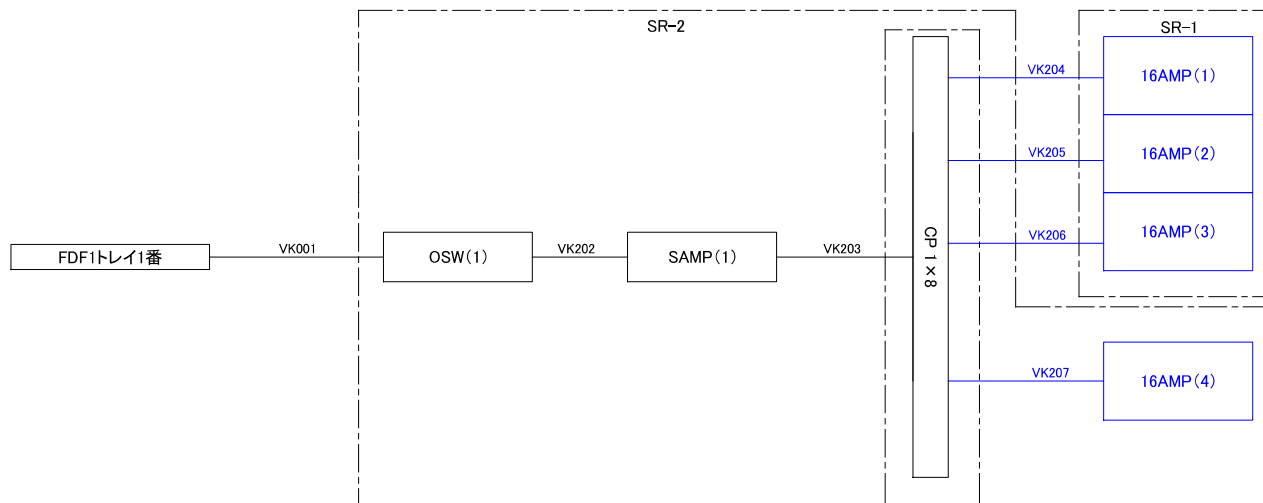 SR-2
SR-1
VK204
16AMP(1)
VK205
16AMP(2)
VK206
16AMP(3)
FDF1トレイ1番
VK001
OSW(1)
VK202
SAMP(1)
VK203
CP 1×8
VK207
16AMP(4)